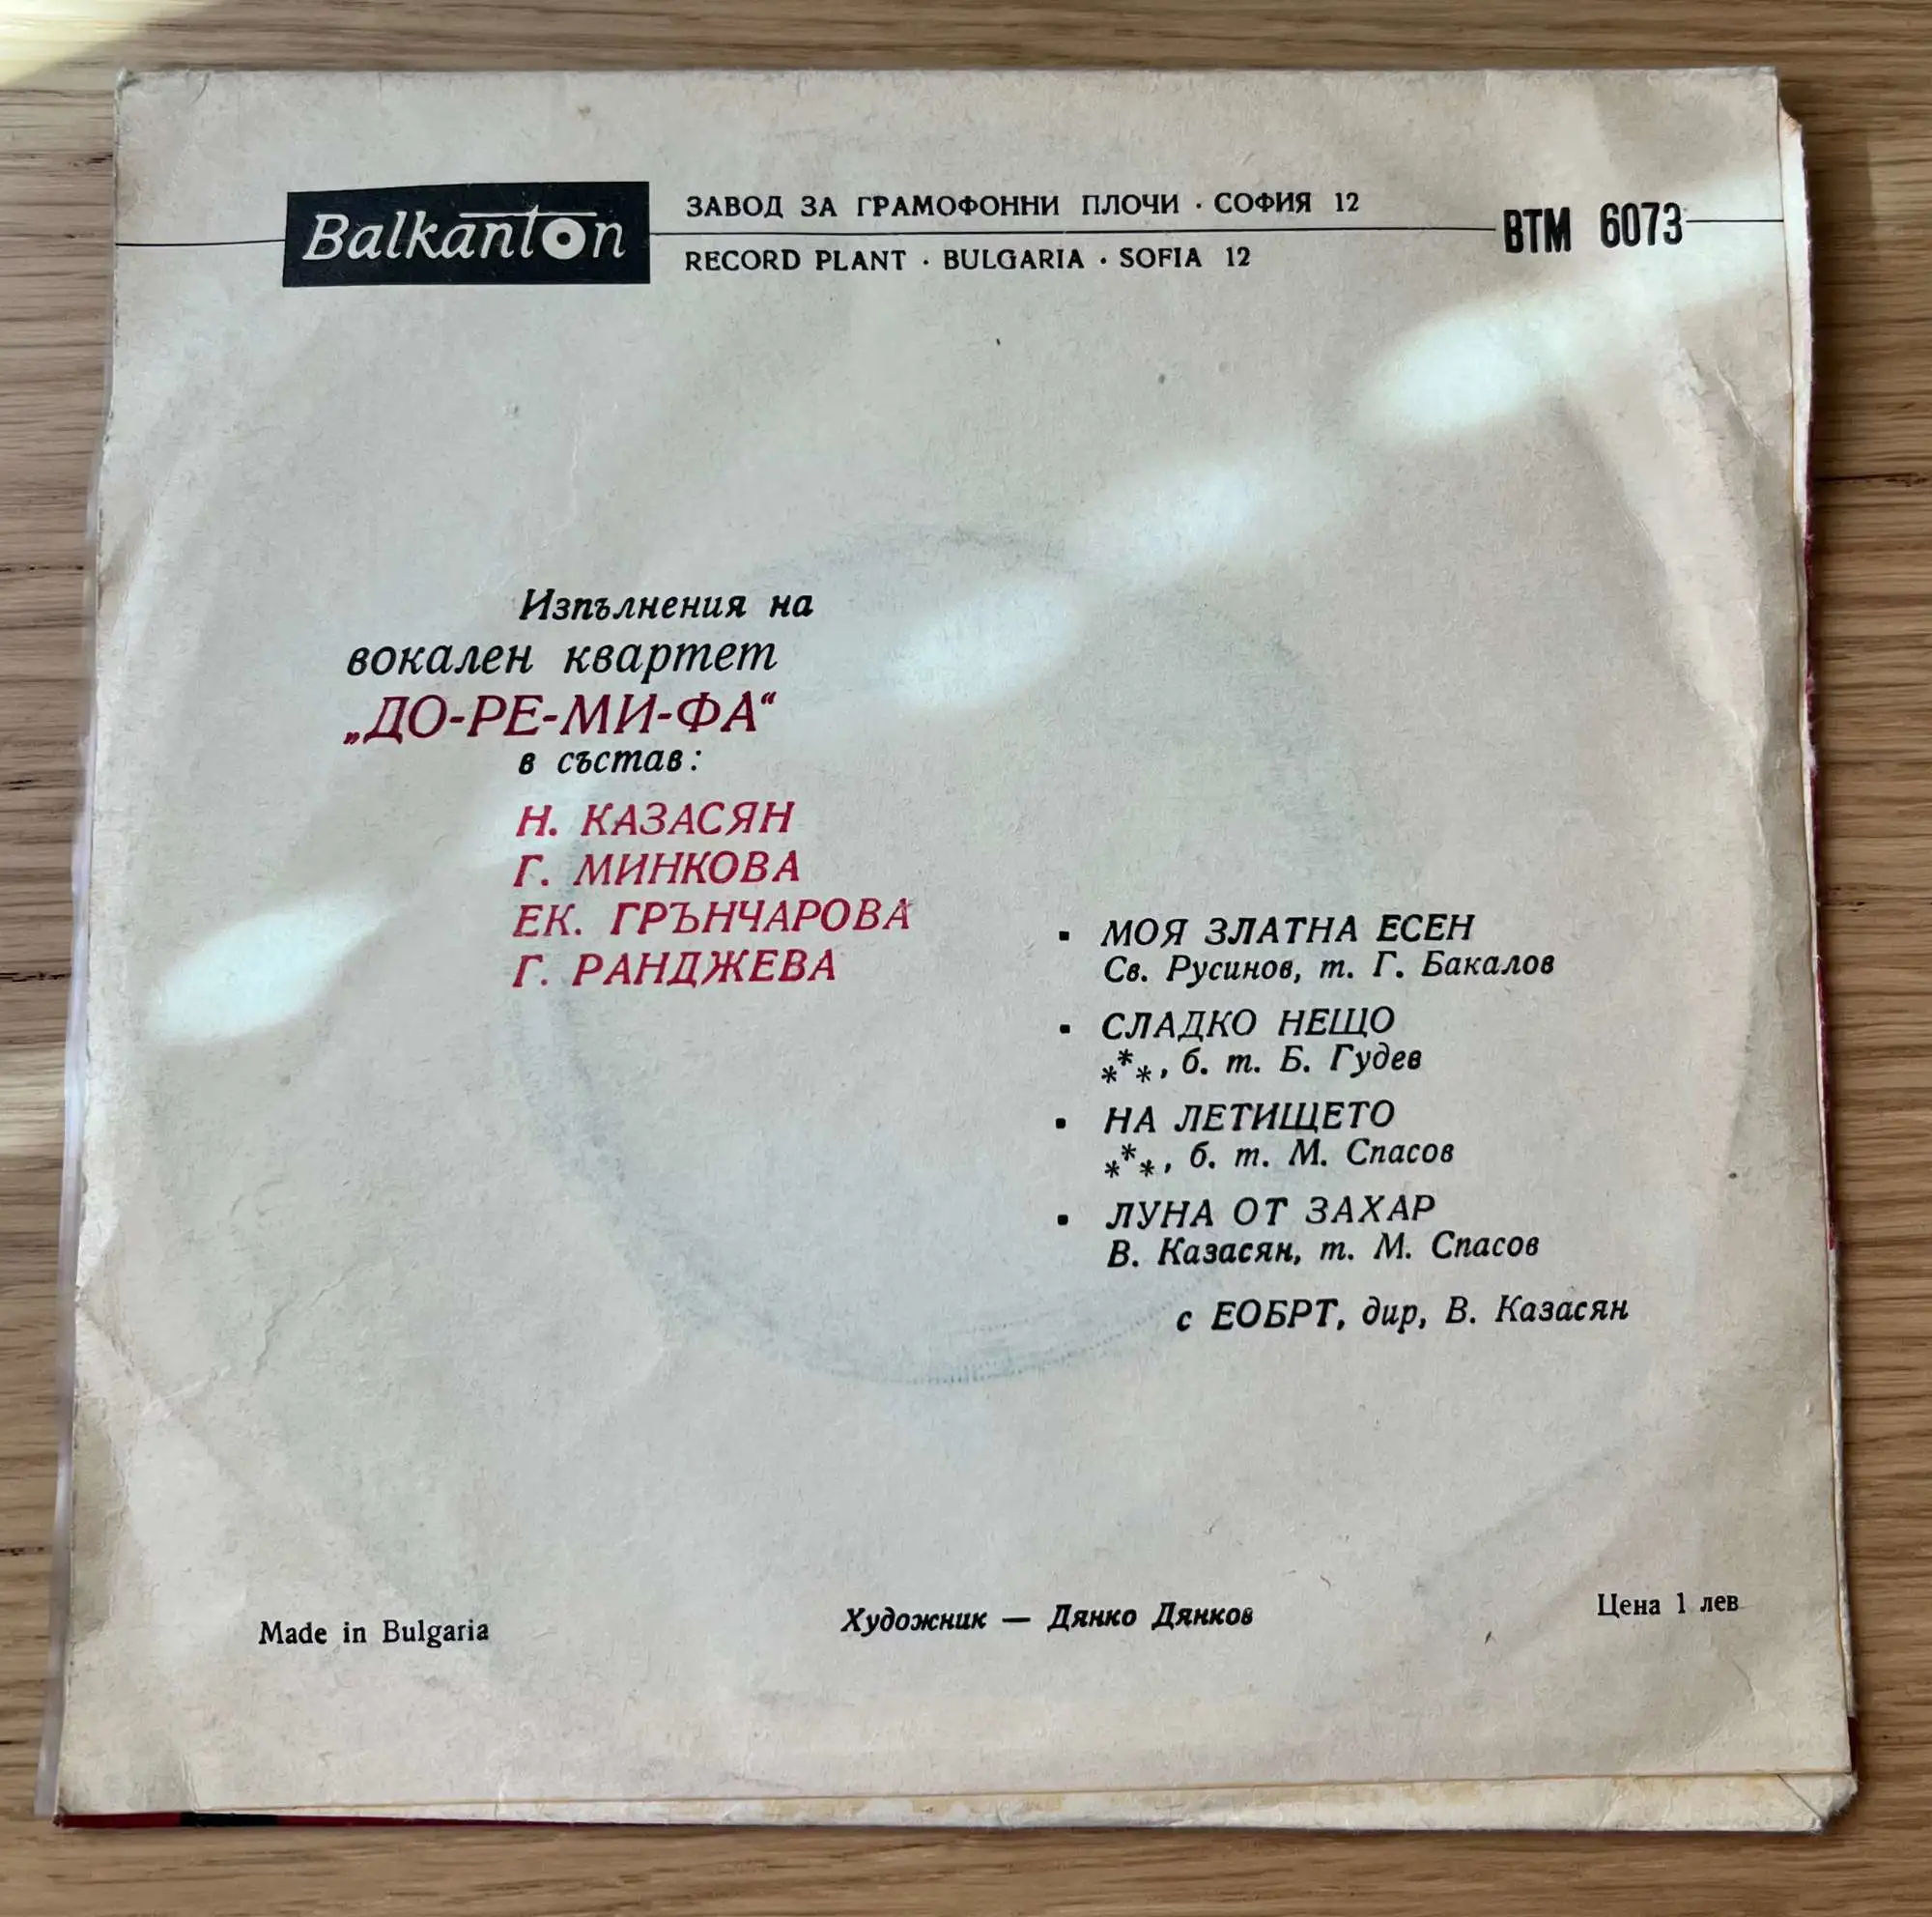 Balkanton
ЗАВОД ЗА ГРАМОФОННИ ПЛОЧИ · СОФИЯ 12
RECORD PLANT · BULGARIA · SOFIA 12
ВТМ 6073
Изпълнения на
вокален квартет
„ДО-РЕ-МИ-ФА“
в състав:
Н. КАЗАСЯН
Г. МИНКОВА
ЕК. ГРЪНЧАРОВА
Г. РАНДЖЕВА
▪ МОЯ ЗЛАТНА ЕСЕН
Св. Русинов, т. Г. Бакалов
▪ СЛАДКО НЕЩО
***, б. т. Б. Гудев
▪ НА ЛЕТИЩЕТО
***, б. т. М. Спасов
▪ ЛУНА ОТ ЗАХАР
В. Казасян, т. М. Спасов
с ЕОБРТ, дир, В. Казасян
Made in Bulgaria
Художник — Дянко Дянков
Цена 1 лев